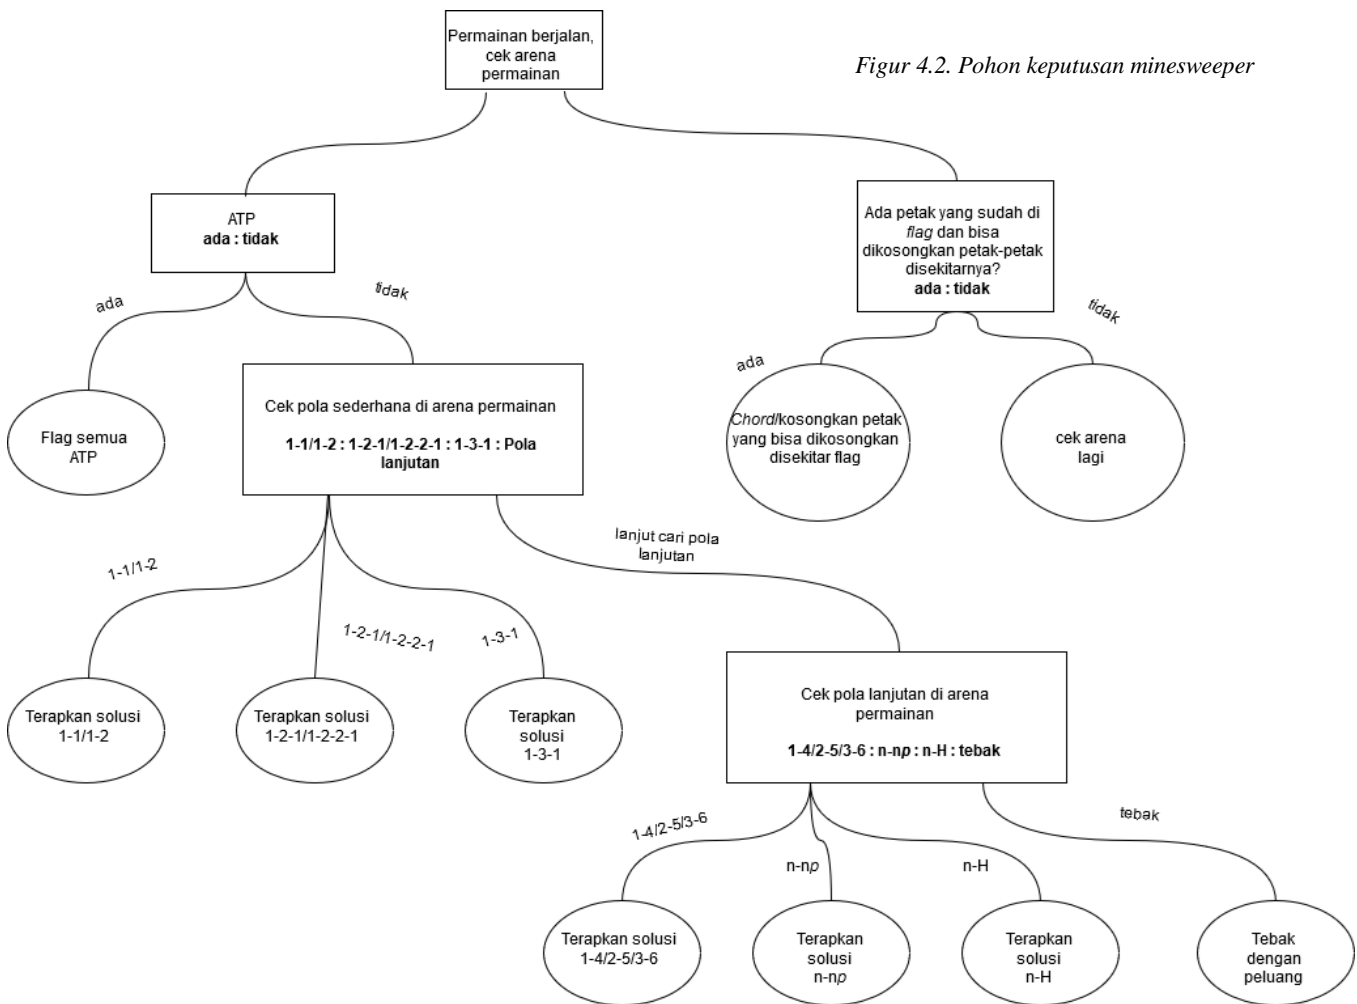 Permainan berjalan,
cek arena
permainan
Figur 4.2. Pohon keputusan minesweeper
ATP
ada : tidak
Ada petak yang sudah di
flag dan bisa
dikosongkan petak-petak
disekitarnya?
ada : tidak
ada
tidak
ada
tidak
Cek pola sederhana di arena permainan
1-1/1-2 : 1-2-1/1-2-2-1 : 1-3-1 : Pola
lanjutan
Flag semua
ATP
Chord/kosongkan petak
yang bisa dikosongkan
disekitar flag
cek arena
lagi
lanjut cari pola
lanjutan
1-1/1-2
1-2-1/1-2-2-1
1-3-1
Terapkan solusi
1-1/1-2
Terapkan solusi
1-2-1/1-2-2-1
Terapkan
solusi
1-3-1
Cek pola lanjutan di arena
permainan
1-4/2-5/3-6 : n-np : n-H : tebak
1-4/2-5/3-6
n-np
n-H
tebak
Terapkan solusi
1-4/2-5/3-6
Terapkan
solusi
n-np
Terapkan
solusi
n-H
Tebak
dengan
peluang